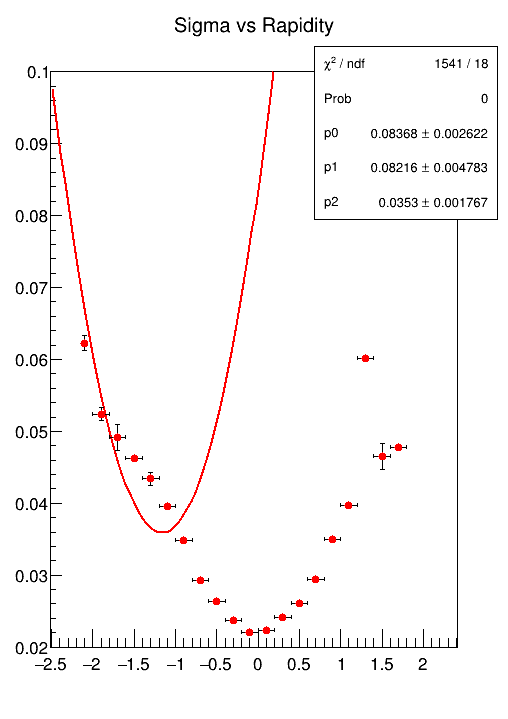 Sigma vs Rapidity
χ² / ndf 1541 / 18
Prob 0
p0 0.08368 ± 0.002622
p1 0.08216 ± 0.004783
p2 0.0353 ± 0.001767
0.1
0.09
0.08
0.07
0.06
0.05
0.04
0.03
0.02
−2.5 −2 −1.5 −1 −0.5 0 0.5 1 1.5 2